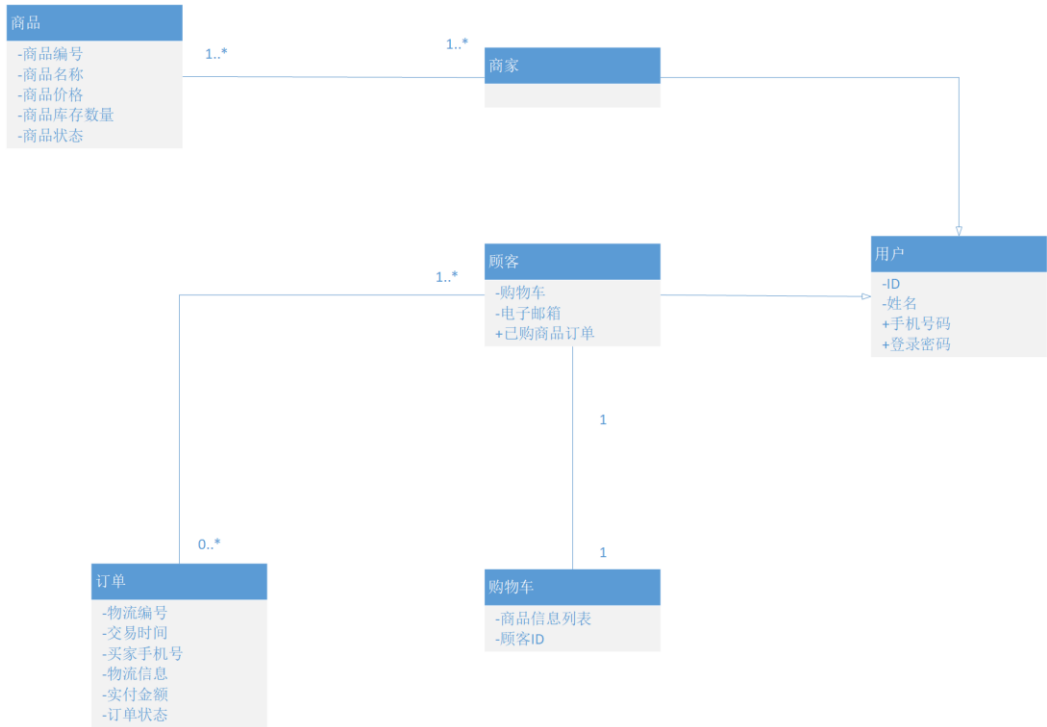 商品
-商品编号
-商品名称
-商品价格
-商品库存数量
-商品状态
1..*
1..*
商家
用户
-ID
-姓名
+手机号码
+登录密码
顾客
-购物车
-电子邮箱
+已购商品订单
1..*
1
0..*
1
订单
-物流编号
-交易时间
-买家手机号
-物流信息
-实付金额
-订单状态
购物车
-商品信息列表
-顾客ID